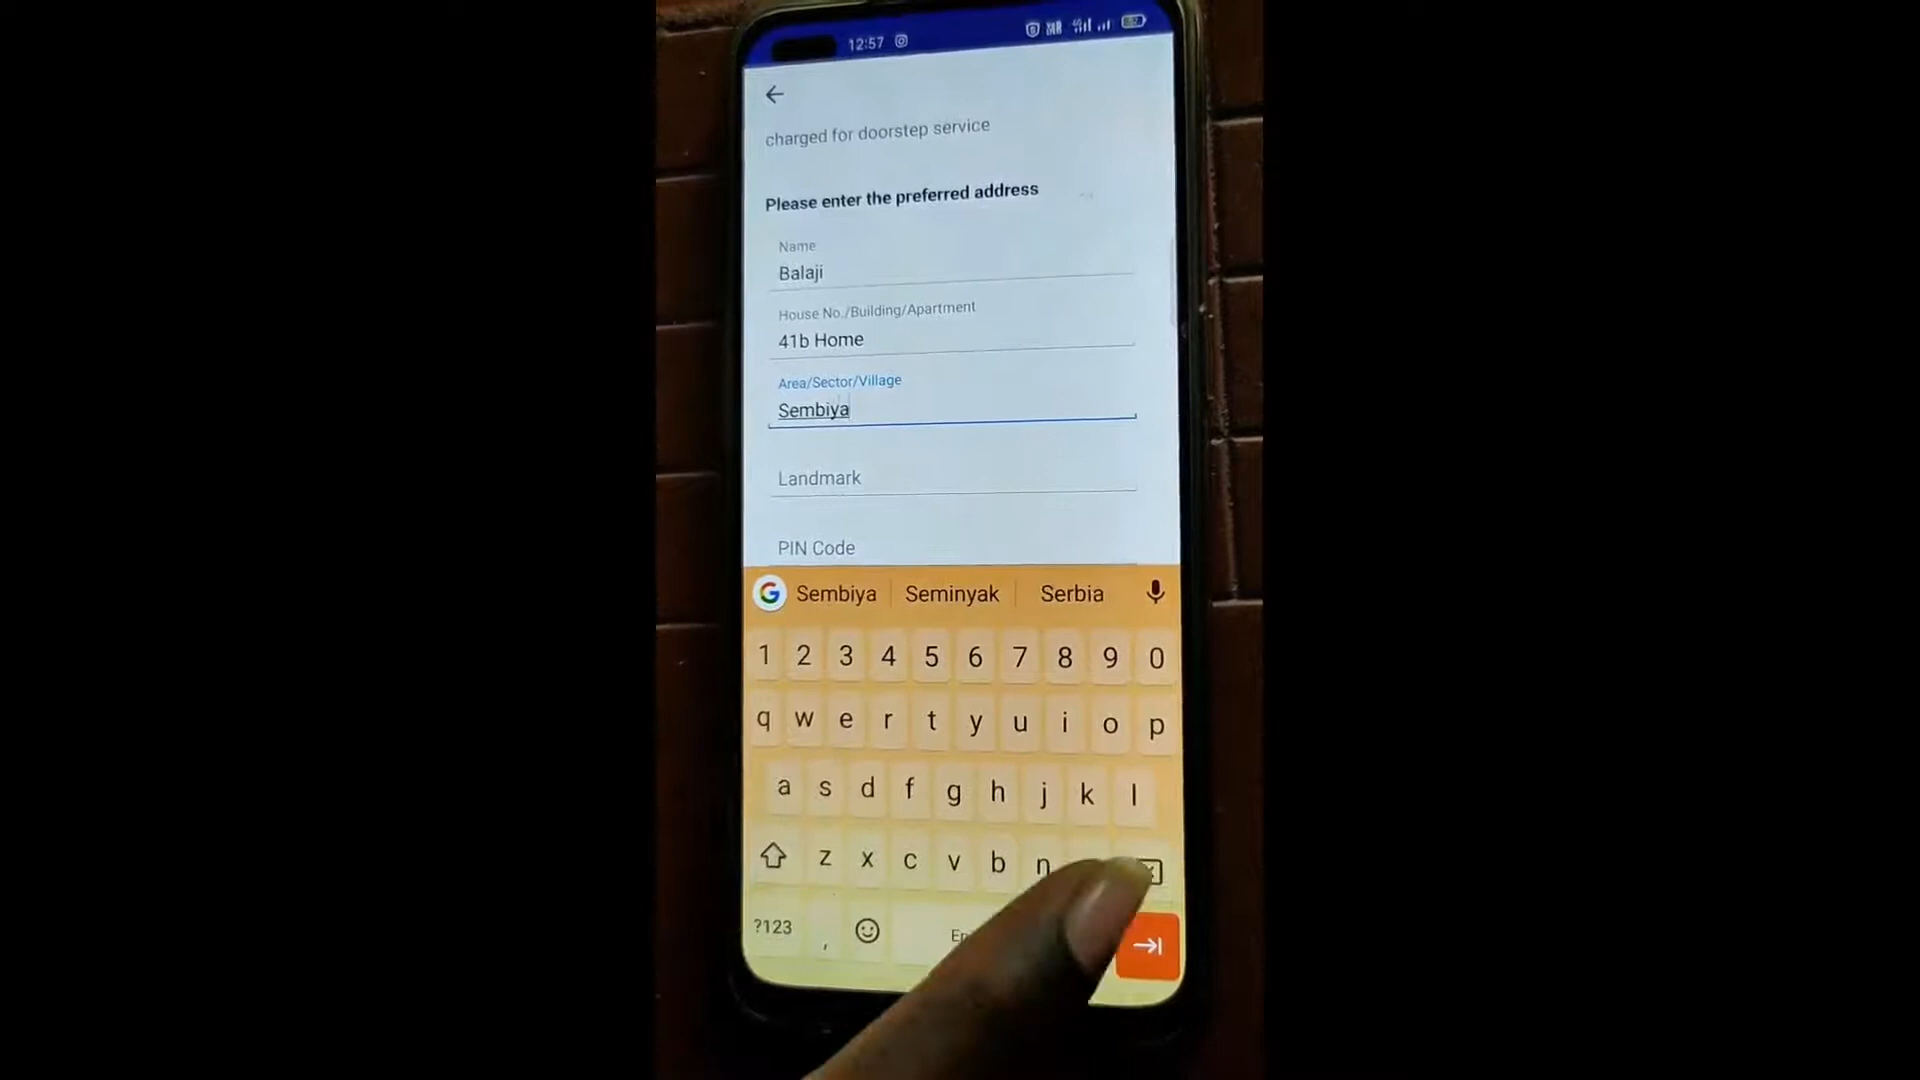 12:57
charged for doorstep service
Please enter the preferred address
Name
Balaji
House No./Building/Apartment
41b Home
Area/Sector/Village
Sembiya
Landmark
PIN Code
G Sembiya Seminyak Serbia
1 2 3 4 5 6 7 8 9 0
q w e r t y u i o p
a s d f g h j k l
z x c v b n
?123 ,